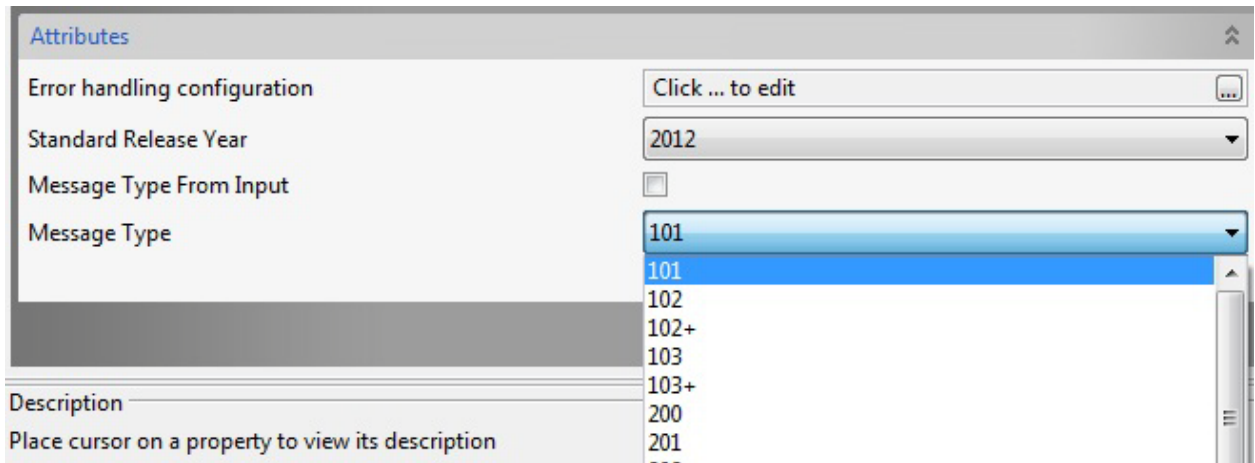 Attributes
Error handling configuration Click ... to edit ...
Standard Release Year 2012
Message Type From Input
Message Type 101
101
102
102+
103
103+
200
201
Description
Place cursor on a property to view its description